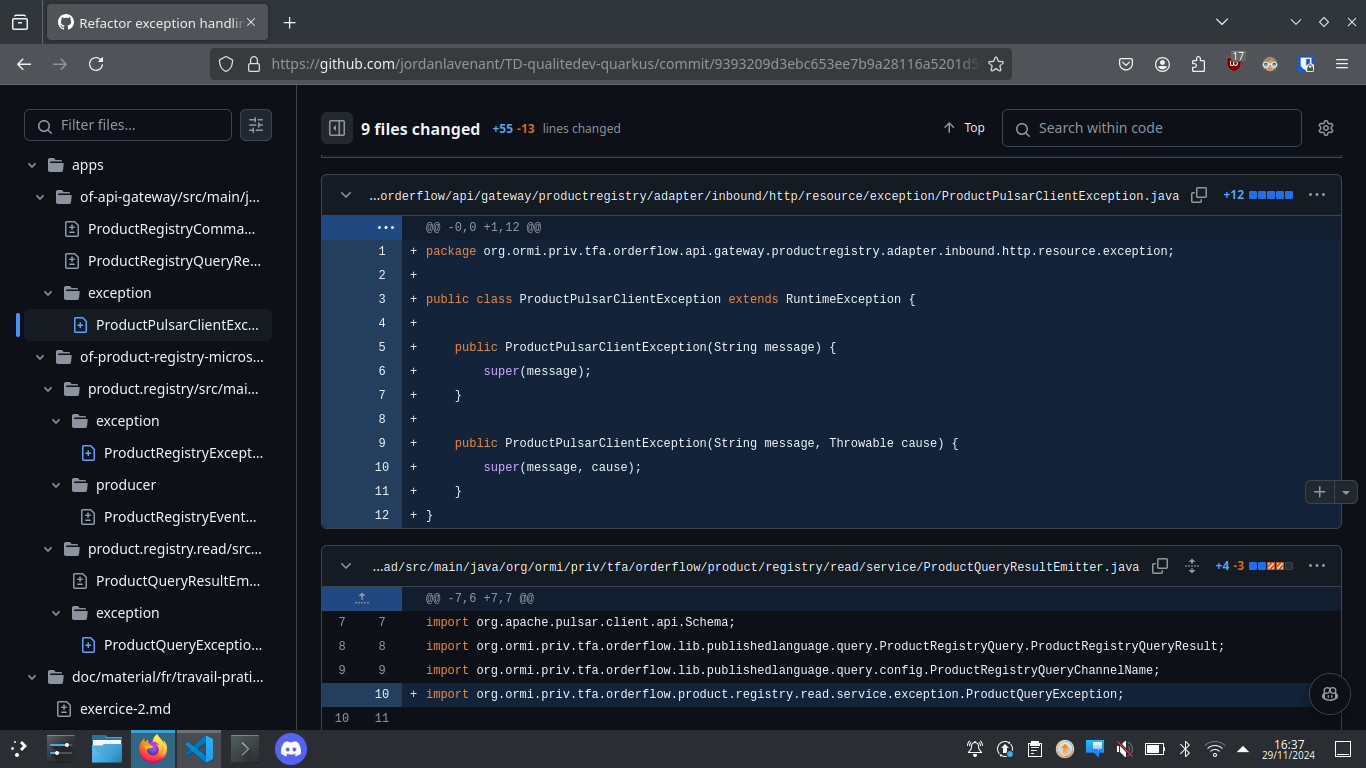 Refactor exception handlin
https://github.com/jordanlavenant/TD-qualitedev-quarkus/commit/9393209d3ebc653ee7b9a28116a5201d5
17
Filter files...
apps
of-api-gateway/src/main/j...
ProductRegistryComma...
ProductRegistryQueryRe...
exception
ProductPulsarClientExc...
of-product-registry-micros...
product.registry/src/mai...
exception
ProductRegistryExcept...
producer
ProductRegistryEvent...
product.registry.read/src...
ProductQueryResultEm...
exception
ProductQueryExceptio...
doc/material/fr/travail-prati...
exercice-2.md
9 files changed +55 -13 lines changed
Top
Search within code
...orderflow/api/gateway/productregistry/adapter/inbound/http/resource/exception/ProductPulsarClientException.java +12
@@ -0,0 +1,12 @@
1 + package org.ormi.priv.tfa.orderflow.api.gateway.productregistry.adapter.inbound.http.resource.exception;
2 +
3 + public class ProductPulsarClientException extends RuntimeException {
4 +
5 + public ProductPulsarClientException(String message) {
6 + super(message);
7 + }
8 +
9 + public ProductPulsarClientException(String message, Throwable cause) {
10 + super(message, cause);
11 + }
12 + }
...ad/src/main/java/org/ormi/priv/tfa/orderflow/product/registry/read/service/ProductQueryResultEmitter.java +4 -3
@@ -7,6 +7,7 @@
7 7 import org.apache.pulsar.client.api.Schema;
8 8 import org.ormi.priv.tfa.orderflow.lib.publishedlanguage.query.ProductRegistryQuery.ProductRegistryQueryResult;
9 9 import org.ormi.priv.tfa.orderflow.lib.publishedlanguage.query.config.ProductRegistryQueryChannelName;
10 + import org.ormi.priv.tfa.orderflow.product.registry.read.service.exception.ProductQueryException;
10 11
16:37
29/11/2024